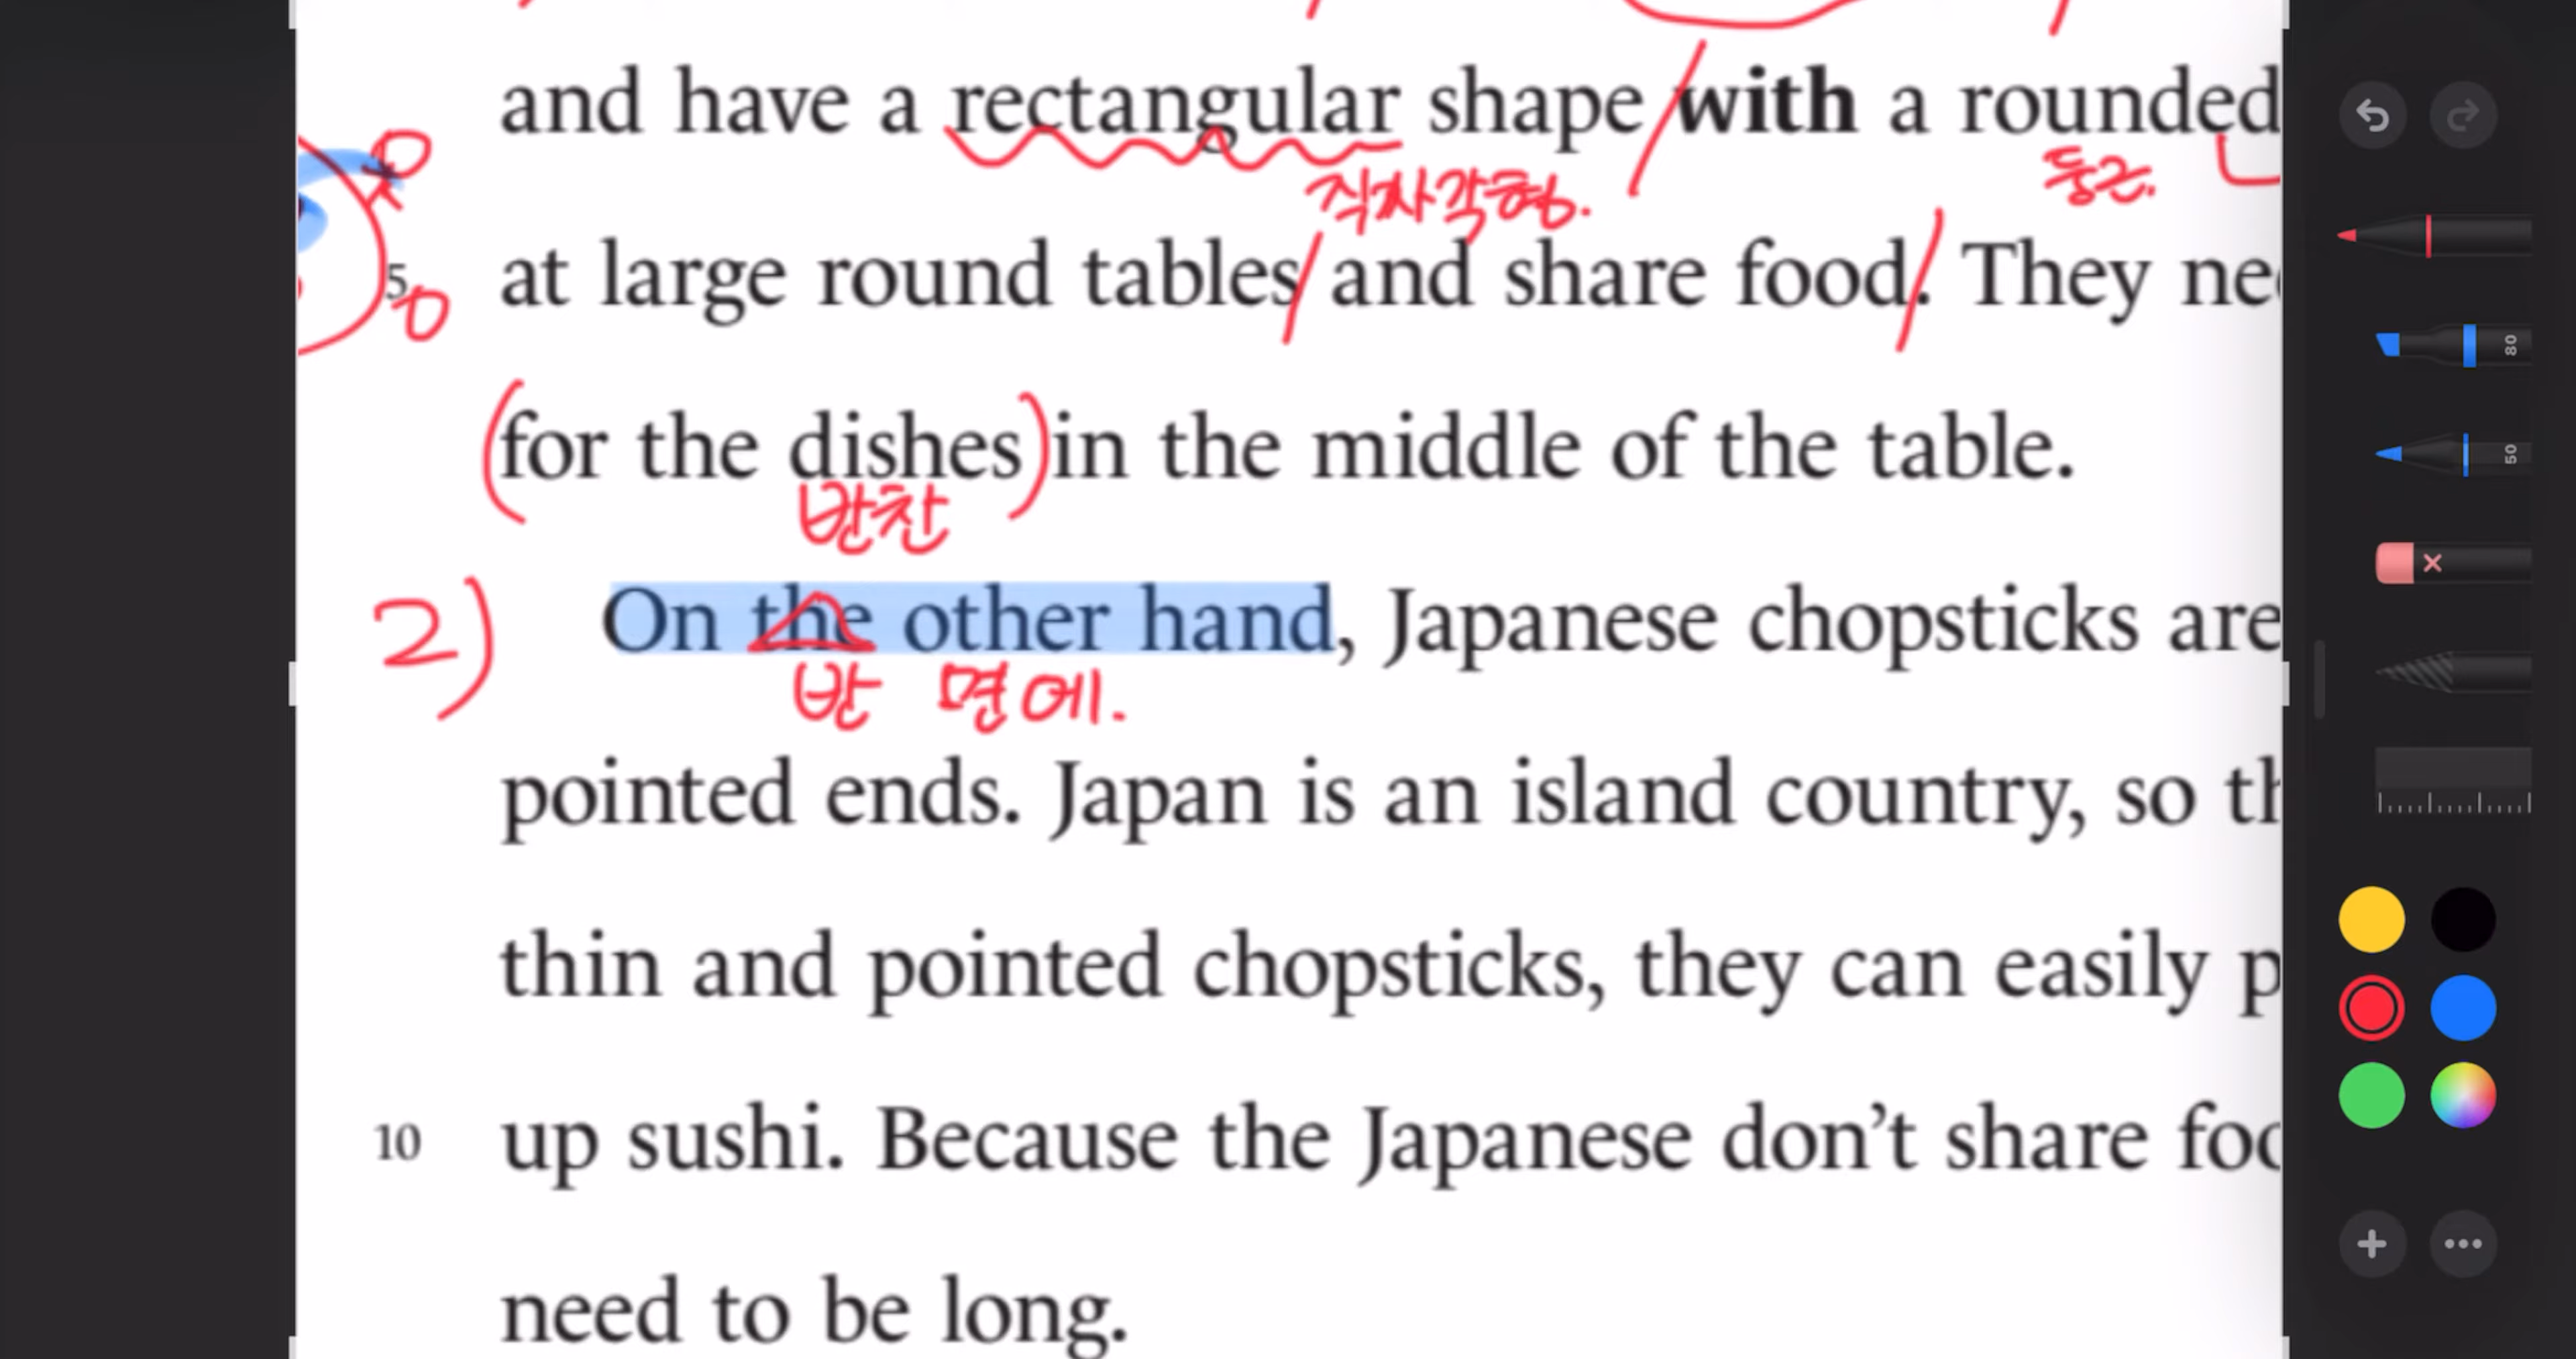 and have a rectangular shape with a rounded
직사각형. 둥근.
5 at large round tables and share food. They
for the dishes in the middle of the table.
반찬
2) On the other hand, Japanese chopsticks are
반면에.
pointed ends. Japan is an island country, so
thin and pointed chopsticks, they can easily
10 up sushi. Because the Japanese don’t share
need to be long.
80
50